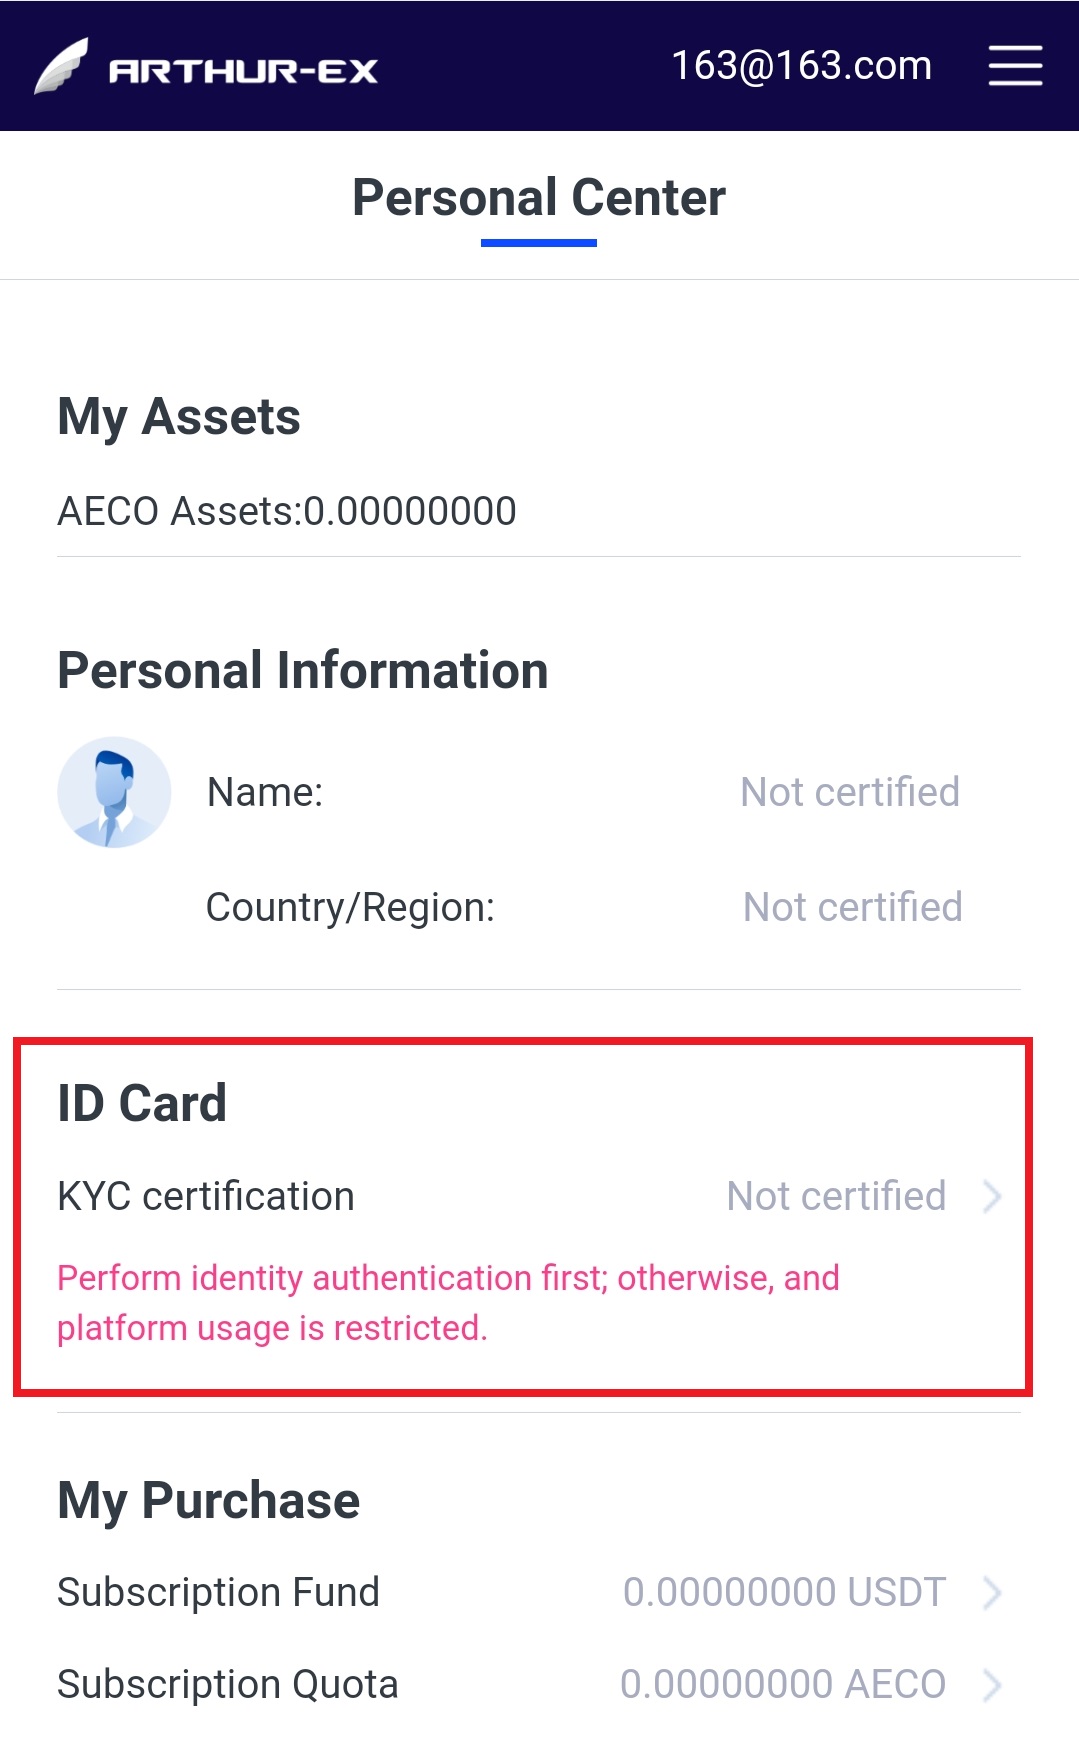 ARTHUR-EX
163@163.com
Personal Center
My Assets
AECO Assets:0.00000000
Personal Information
Name: Not certified
Country/Region: Not certified
ID Card
KYC certification Not certified
Perform identity authentication first; otherwise, and
platform usage is restricted.
My Purchase
Subscription Fund 0.00000000 USDT
Subscription Quota 0.00000000 AECO